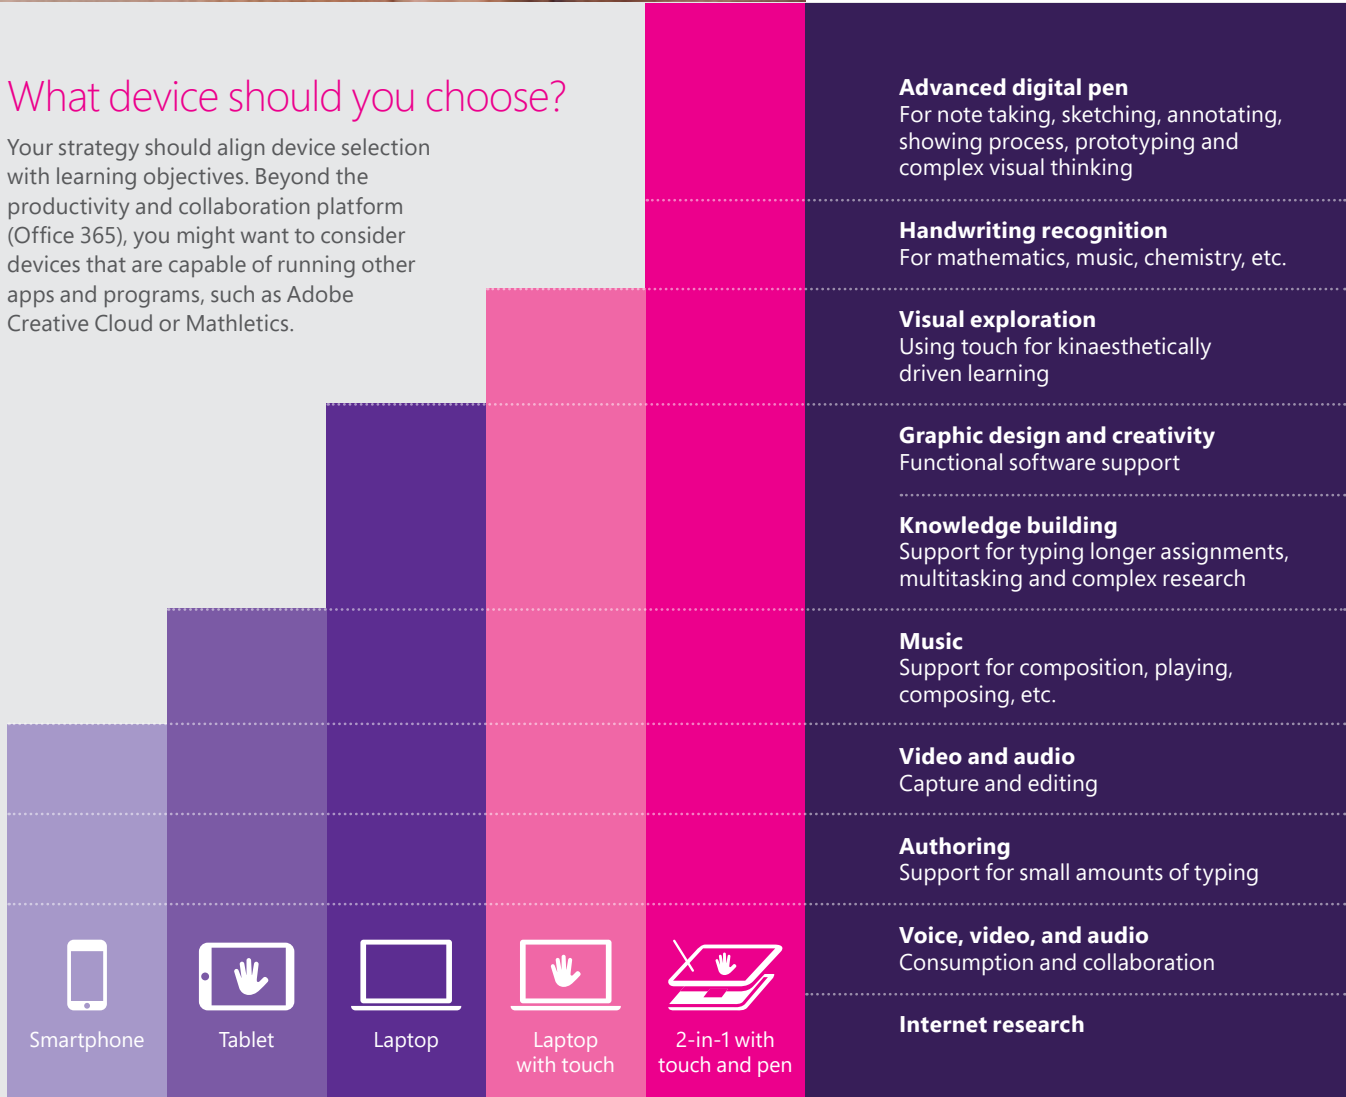 What device should you choose?
Your strategy should align device selection
with learning objectives. Beyond the
productivity and collaboration platform
(Office 365), you might want to consider
devices that are capable of running other
apps and programs, such as Adobe
Creative Cloud or Mathletics.
Advanced digital pen
For note taking, sketching, annotating,
showing process, prototyping and
complex visual thinking
Handwriting recognition
For mathematics, music, chemistry, etc.
Visual exploration
Using touch for kinaesthetically
driven learning
Graphic design and creativity
Functional software support
Knowledge building
Support for typing longer assignments,
multitasking and complex research
Music
Support for composition, playing,
composing, etc.
Video and audio
Capture and editing
Authoring
Support for small amounts of typing
Voice, video, and audio
Consumption and collaboration
Internet research
Smartphone
Tablet
Laptop
Laptop
with touch
2-in-1 with
touch and pen